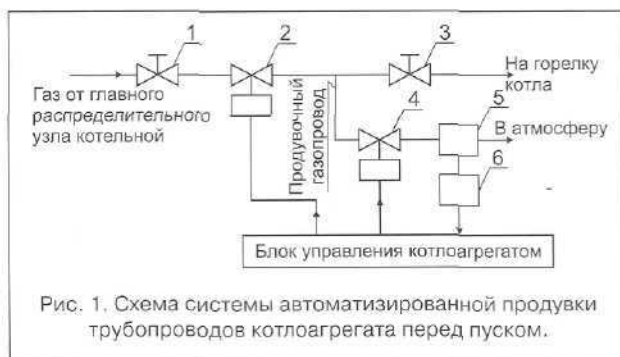 1
2
3
На горелку
котла
Газ от главного
распределительного
узла котельной
Продувочный
газопровод
4
5
В атмосферу
6
Блок управления котлоагрегатом
Рис. 1. Схема системы автоматизированной продувки
трубопроводов котлоагрегата перед пуском.